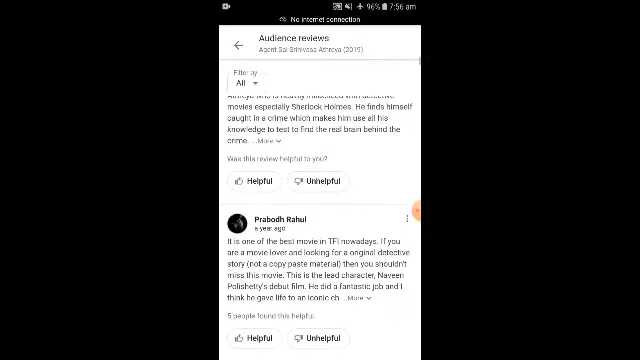 96% 7:56 am
No internet connection
Audience reviews
Agent Sai Srinivasa Athreya (2019)
Filter by
All
Athreya who is heavily influenced with detective
movies especially Sherlock Holmes. He finds himself
caught in a crime which makes him use all his
knowledge to test to find the real brain behind the
crime. ...More
Was this review helpful to you?
Helpful Unhelpful
Prabodh Rahul
a year ago
It is one of the best movie in TFI nowadays. If you
are a movie lover and looking for a original detective
story (not a copy paste material) then you shouldn't
miss this movie. This is the lead character, Naveen
Polishetty's debut film. He did a fantastic job and I
think he gave life to an iconic ch ...More
5 people found this helpful.
Helpful Unhelpful